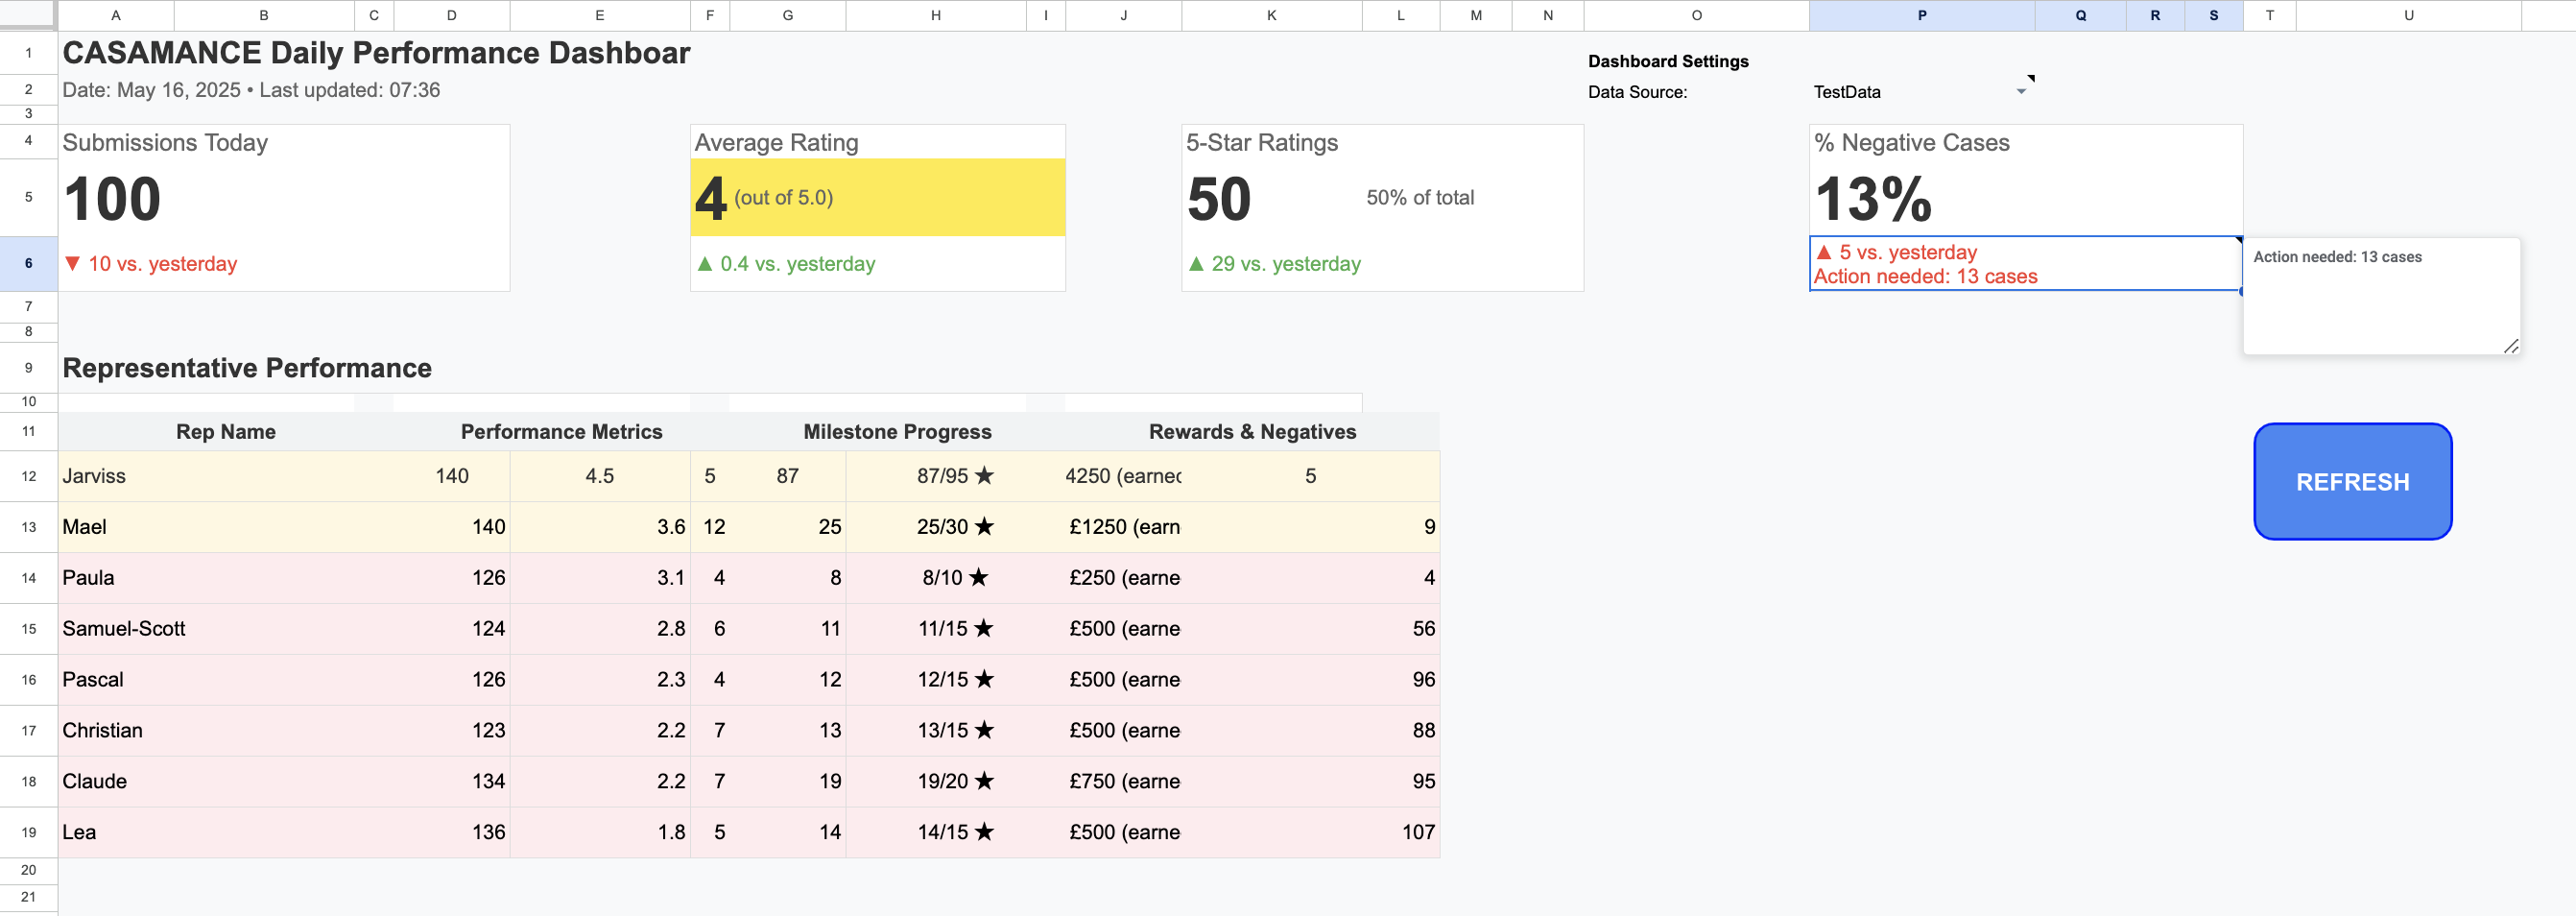 A B C D E F G H I J K L M N O P Q R S T U
1 CASAMANCE Daily Performance Dashboar Dashboard Settings
2 Date: May 16, 2025 • Last updated: 07:36 Data Source: TestData
3
4 Submissions Today Average Rating 5-Star Ratings % Negative Cases
5 100 4 (out of 5.0) 50 50% of total 13%
6 ▼ 10 vs. yesterday ▲ 0.4 vs. yesterday ▲ 29 vs. yesterday ▲ 5 vs. yesterday
Action needed: 13 cases
Action needed: 13 cases
7
8
9 Representative Performance
10
11 Rep Name Performance Metrics Milestone Progress Rewards & Negatives
12 Jarviss 140 4.5 5 87 87/95 ★ 4250 (earnec 5
13 Mael 140 3.6 12 25 25/30 ★ £1250 (earn 9
14 Paula 126 3.1 4 8 8/10 ★ £250 (earne 4
15 Samuel-Scott 124 2.8 6 11 11/15 ★ £500 (earne 56
16 Pascal 126 2.3 4 12 12/15 ★ £500 (earne 96
17 Christian 123 2.2 7 13 13/15 ★ £500 (earne 88
18 Claude 134 2.2 7 19 19/20 ★ £750 (earne 95
19 Lea 136 1.8 5 14 14/15 ★ £500 (earne 107
20
21
REFRESH